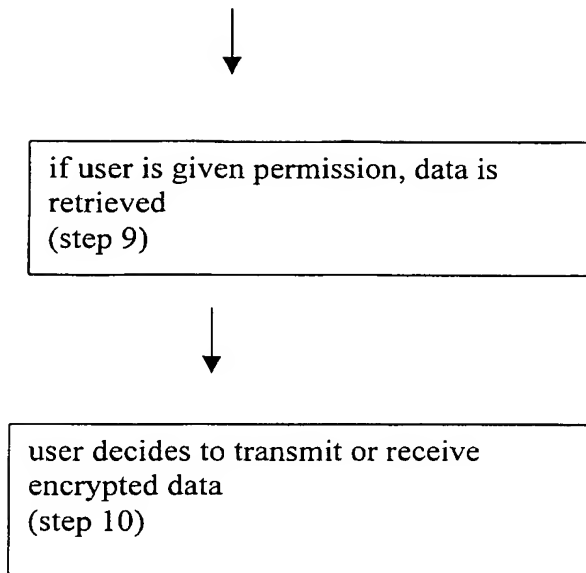 if user is given permission, data is
retrieved
(step 9)
user decides to transmit or receive
encrypted data
(step 10)